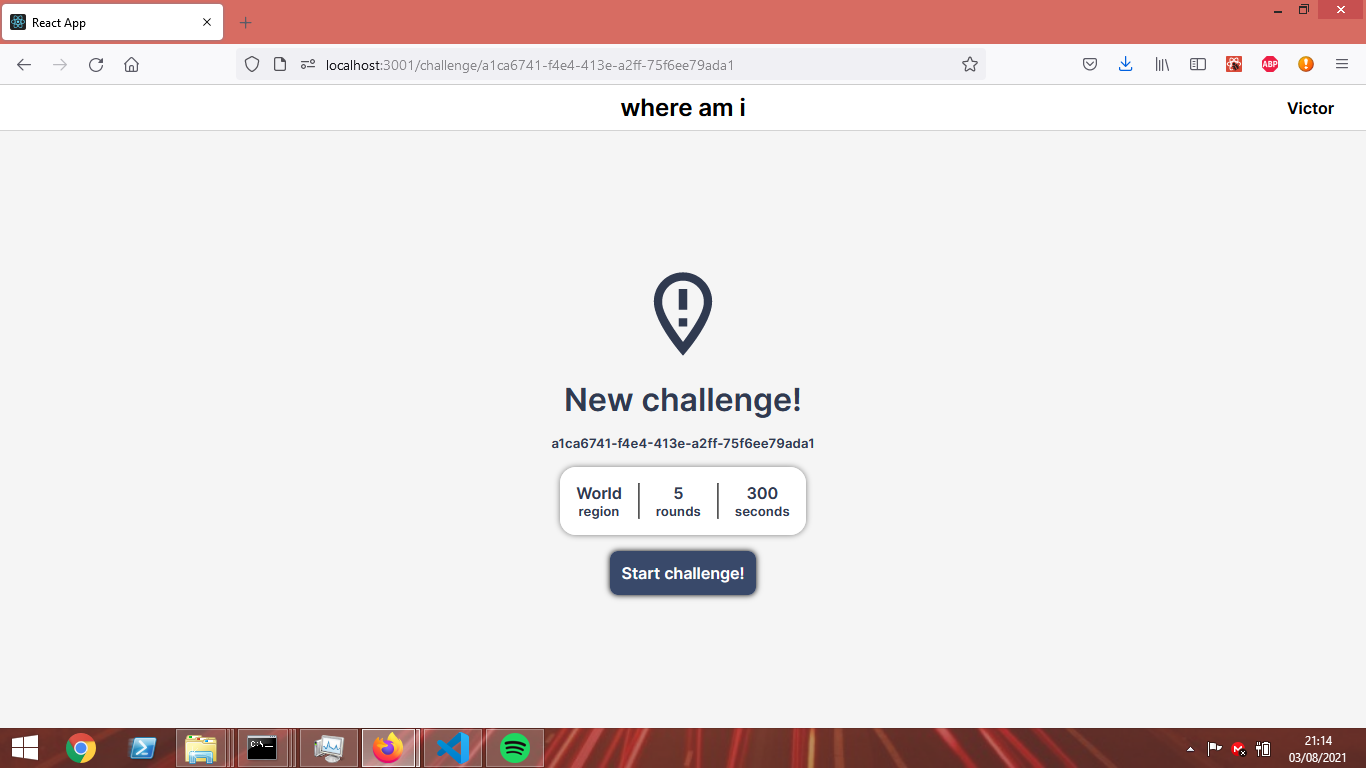 React App
localhost:3001/challenge/a1ca6741-f4e4-413e-a2ff-75f6ee79ada1
ABP
where am i
Victor
New challenge!
a1ca6741-f4e4-413e-a2ff-75f6ee79ada1
World 5 300
region rounds seconds
Start challenge!
C:\
21:14
03/08/2021